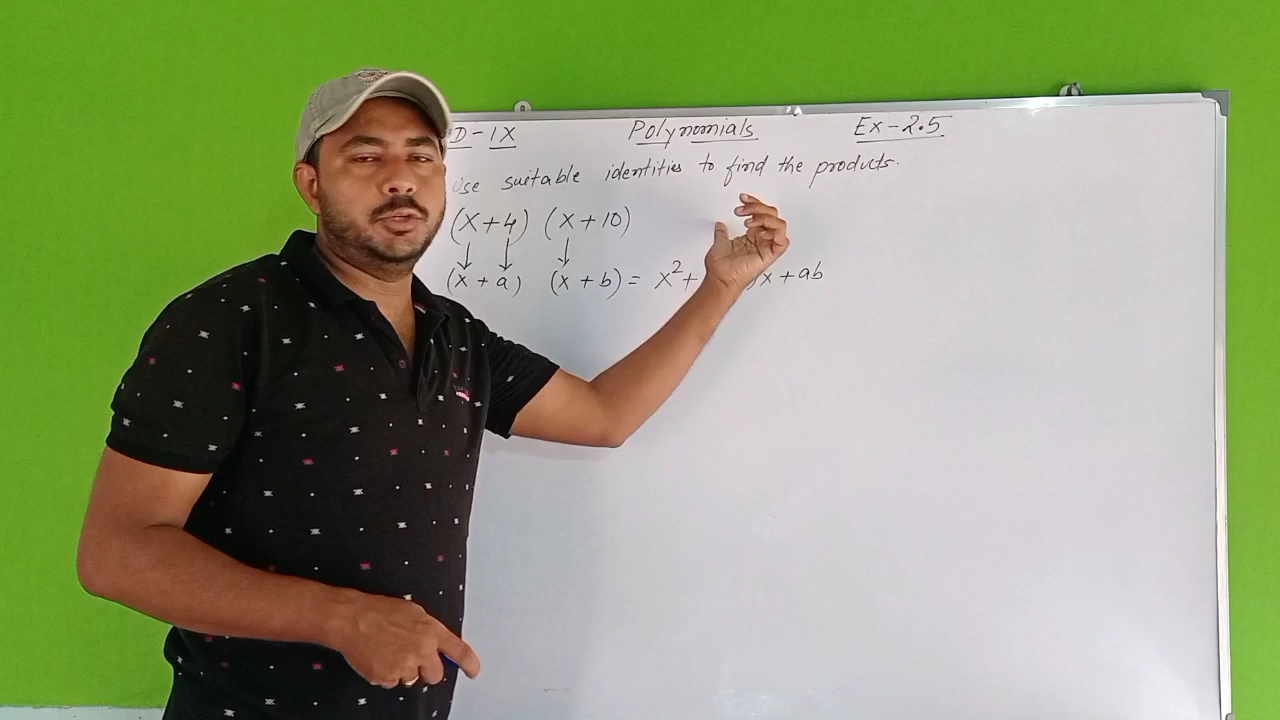 D-IX Polynomials Ex-2.5
Use suitable identities to find the products.
(x+4) (x+10)
(x + a) (x + b) = x²+ )x + ab